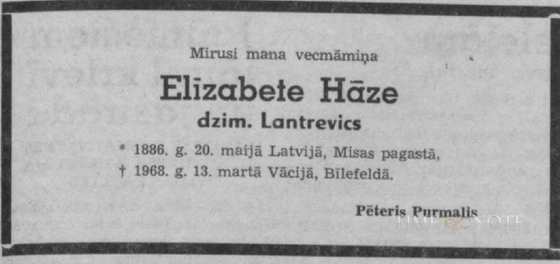 Mirusi mana vecmāmiņa
Elīzabete Hāze
dzim. Lantrevics
* 1886. g. 20. maijā Latvijā, Misas pagastā,
† 1968. g. 13. martā Vācijā, Bīlefeldā.
Pēteris Purmalis
TIMENOTE